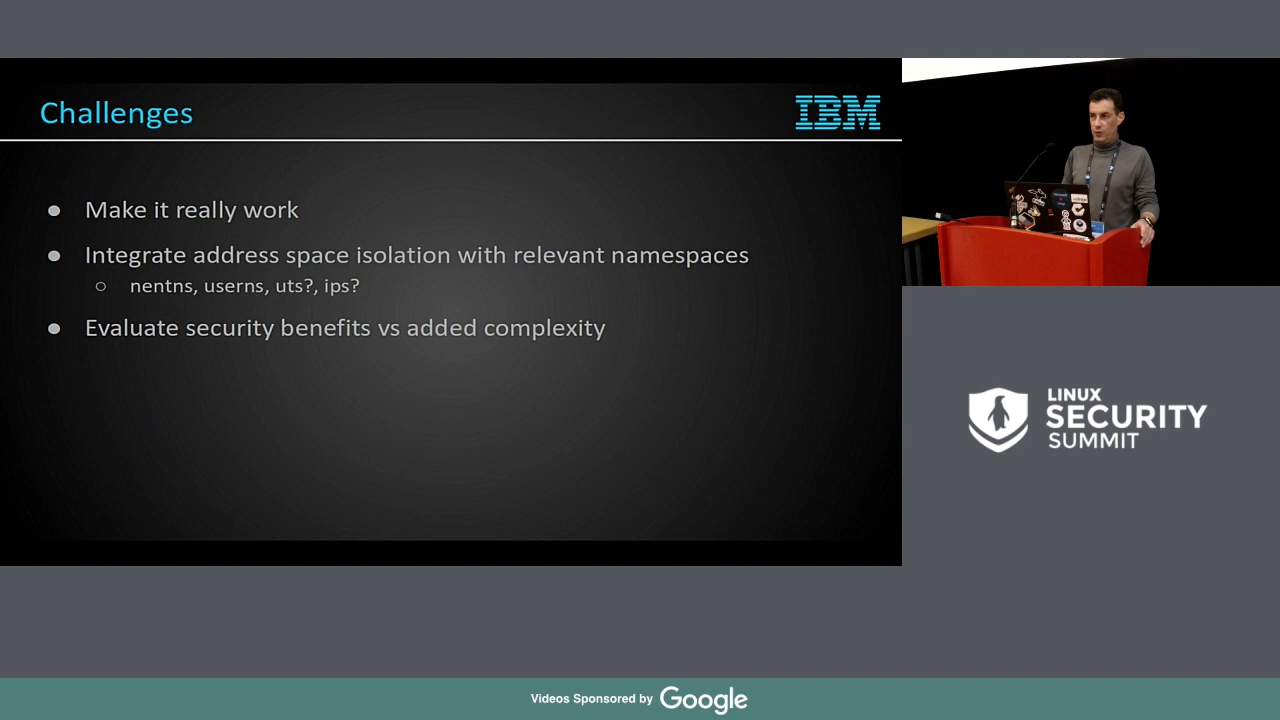 Challenges
IBM
● Make it really work
● Integrate address space isolation with relevant namespaces
○ nentns, userns, uts?, ips?
● Evaluate security benefits vs added complexity
LINUX
SECURITY
SUMMIT
Videos Sponsored by Google